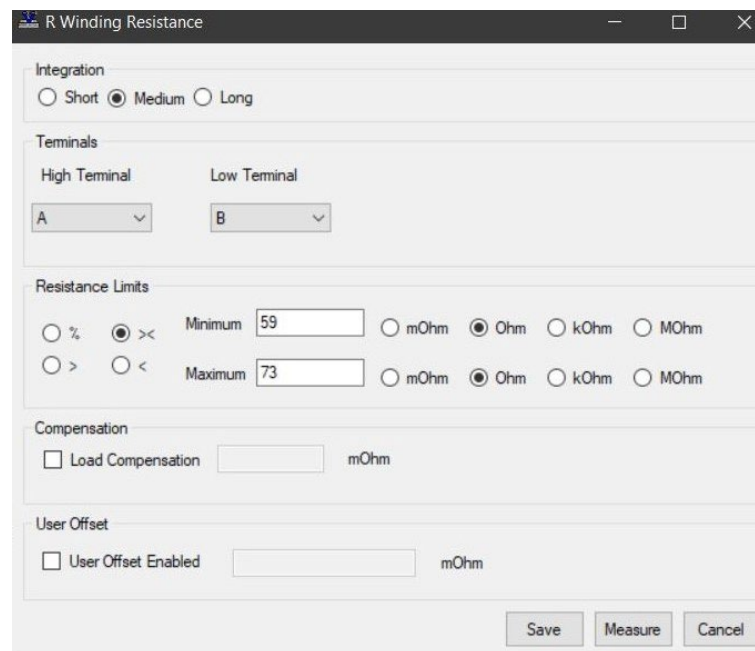 R Winding Resistance
Integration
Short Medium Long
Terminals
High Terminal Low Terminal
A B
Resistance Limits
% >< Minimum 59 mOhm Ohm kOhm MOhm
> < Maximum 73 mOhm Ohm kOhm MOhm
Compensation
Load Compensation mOhm
User Offset
User Offset Enabled mOhm
Save Measure Cancel